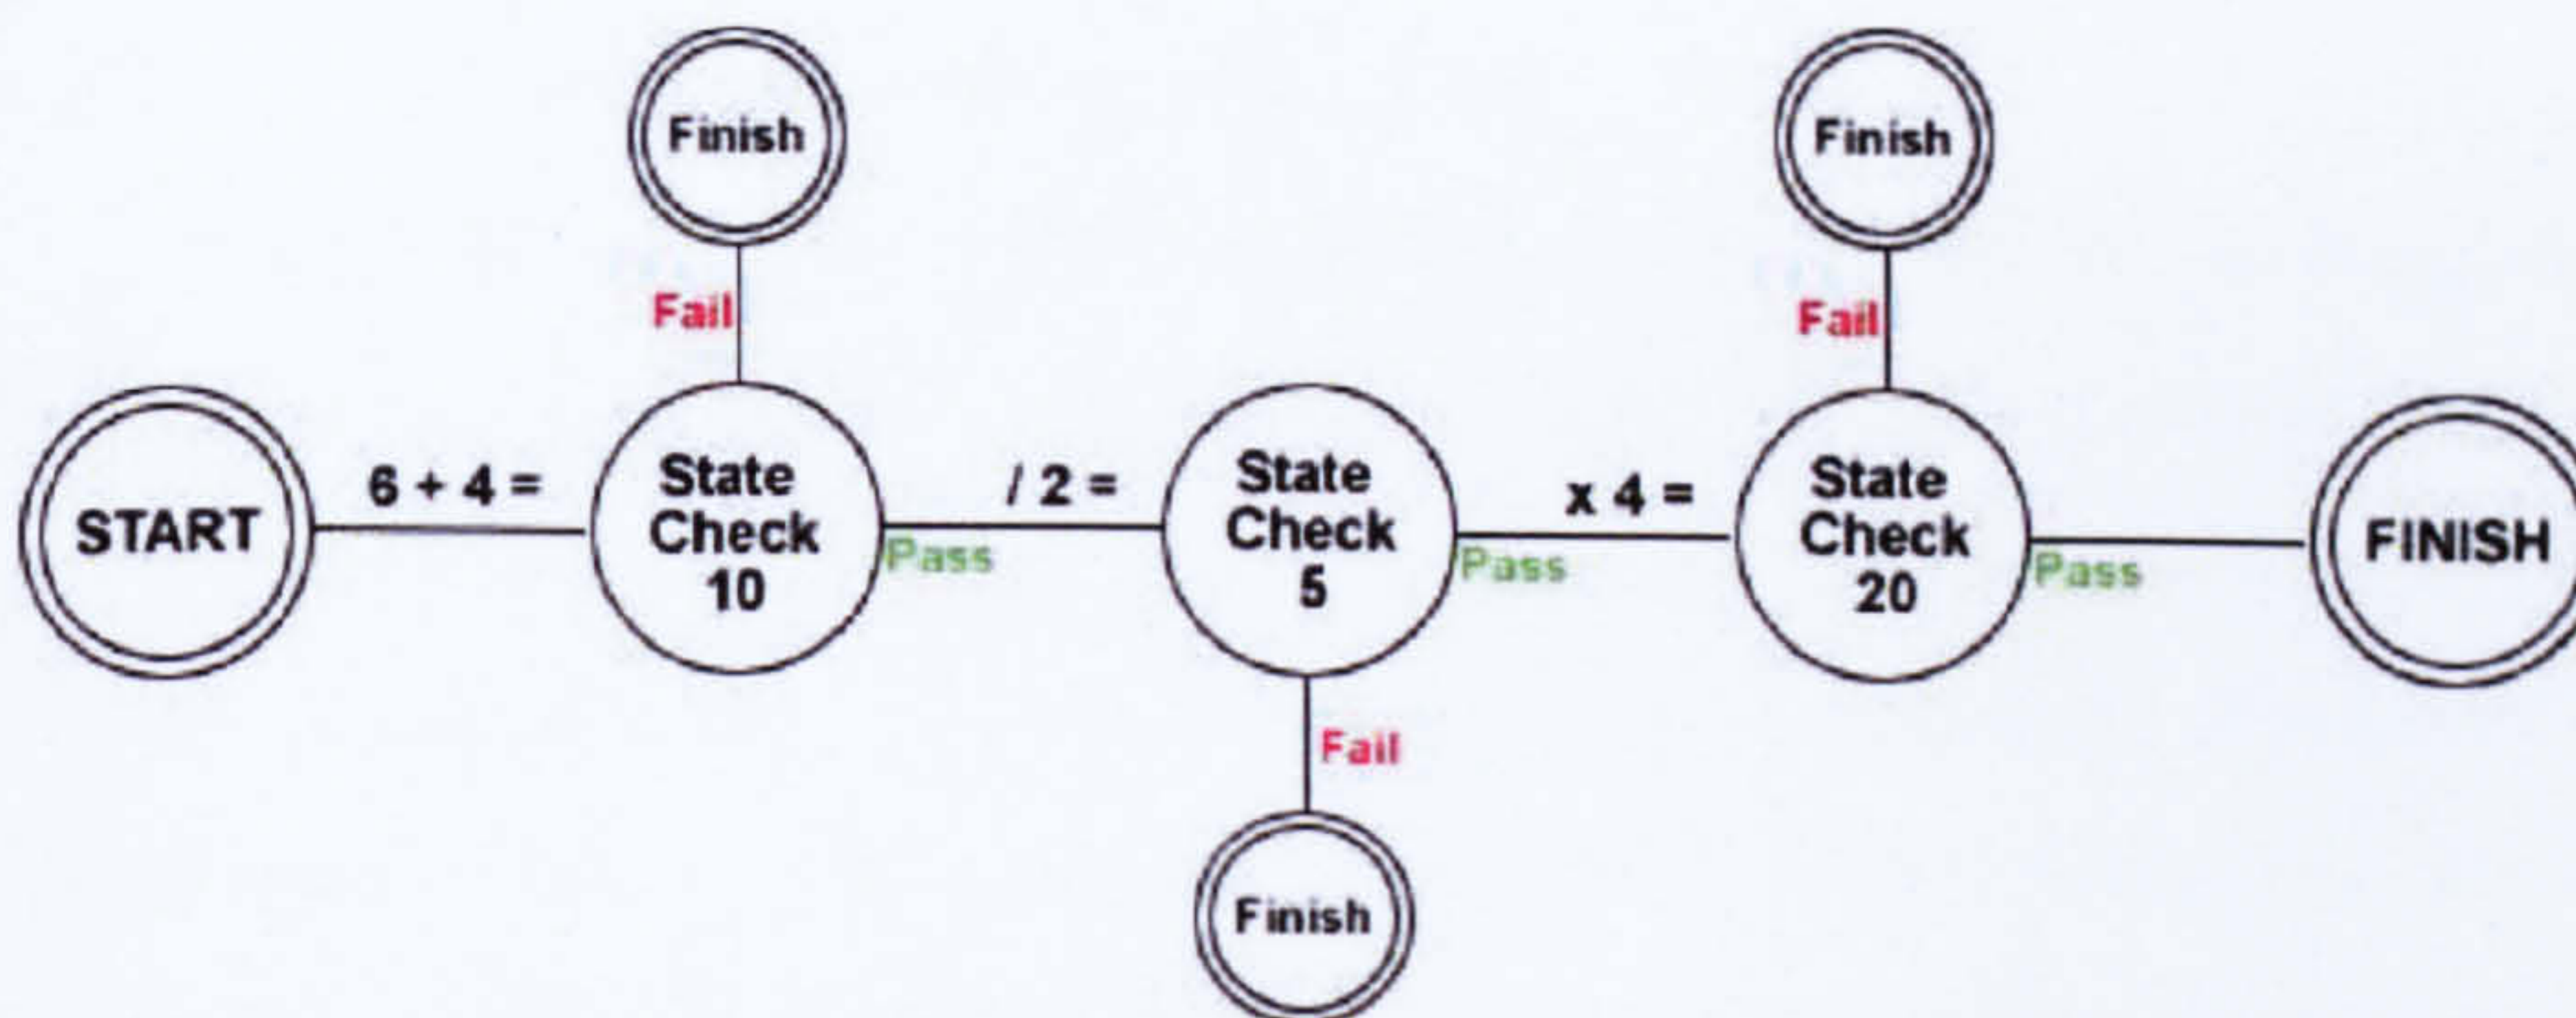 Finish
Finish
Fail
Fail
START
6 + 4 =
State
Check
10
/ 2 =
Pass
State
Check
5
x 4 =
Pass
State
Check
20
Pass
FINISH
Fail
Finish